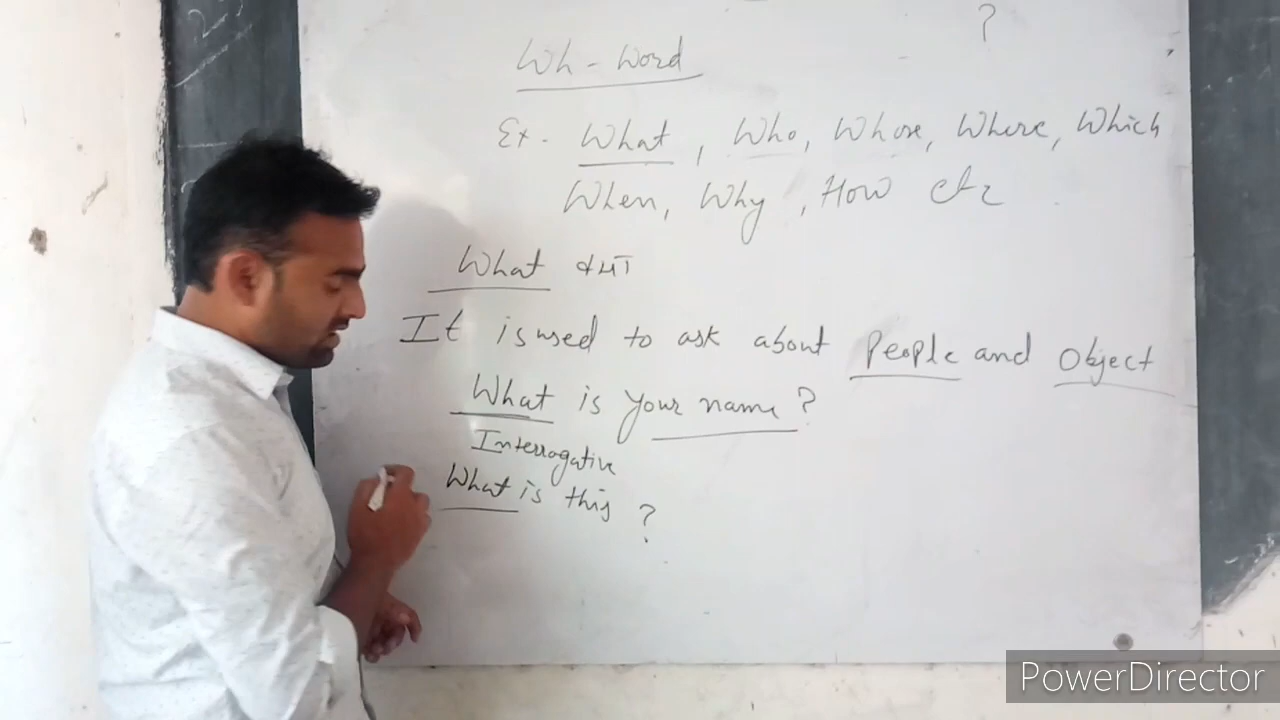 ?
Wh - Word
Ex - What, Who, Whose, Where, Which
When, Why, How etc
What क्या
It is used to ask about People and Object
What is your name ?
Interrogative
What is this ?
PowerDirector